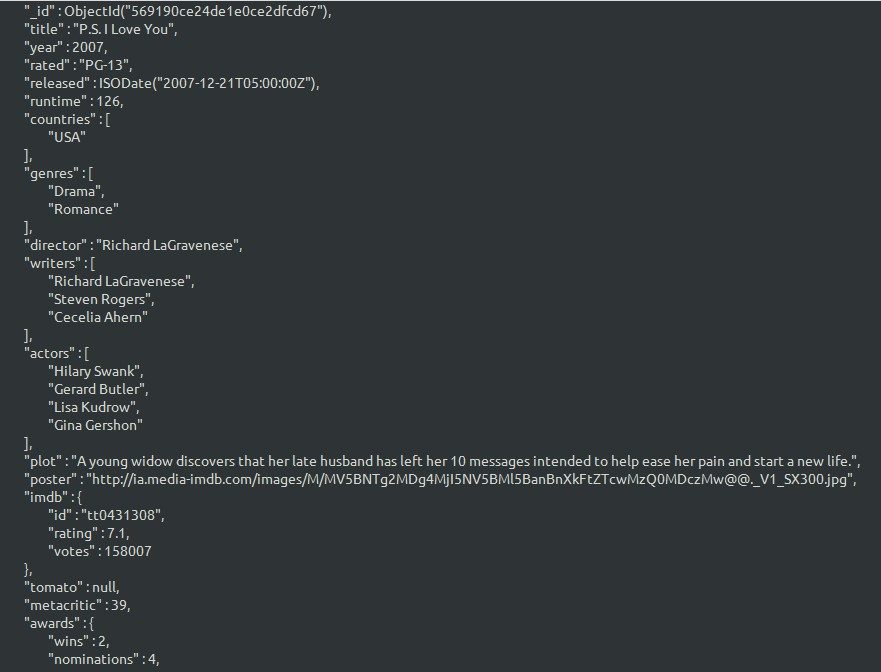 "_id" : ObjectId("569190ce24de1e0ce2dfcd67"),
"title" : "P.S. I Love You",
"year" : 2007,
"rated" : "PG-13",
"released" : ISODate("2007-12-21T05:00:00Z"),
"runtime" : 126,
"countries" : [
"USA"
],
"genres" : [
"Drama",
"Romance"
],
"director" : "Richard LaGravenese",
"writers" : [
"Richard LaGravenese",
"Steven Rogers",
"Cecelia Ahern"
],
"actors" : [
"Hilary Swank",
"Gerard Butler",
"Lisa Kudrow",
"Gina Gershon"
],
"plot" : "A young widow discovers that her late husband has left her 10 messages intended to help ease her pain and start a new life.",
"poster" : "http://ia.media-imdb.com/images/M/MV5BNTg2MDg4MjI5NV5BMl5BanBnXkFtZTcwMzQ0MDczMw@@._V1_SX300.jpg",
"imdb" : {
"id" : "tt0431308",
"rating" : 7.1,
"votes" : 158007
},
"tomato" : null,
"metacritic" : 39,
"awards" : {
"wins" : 2,
"nominations" : 4,